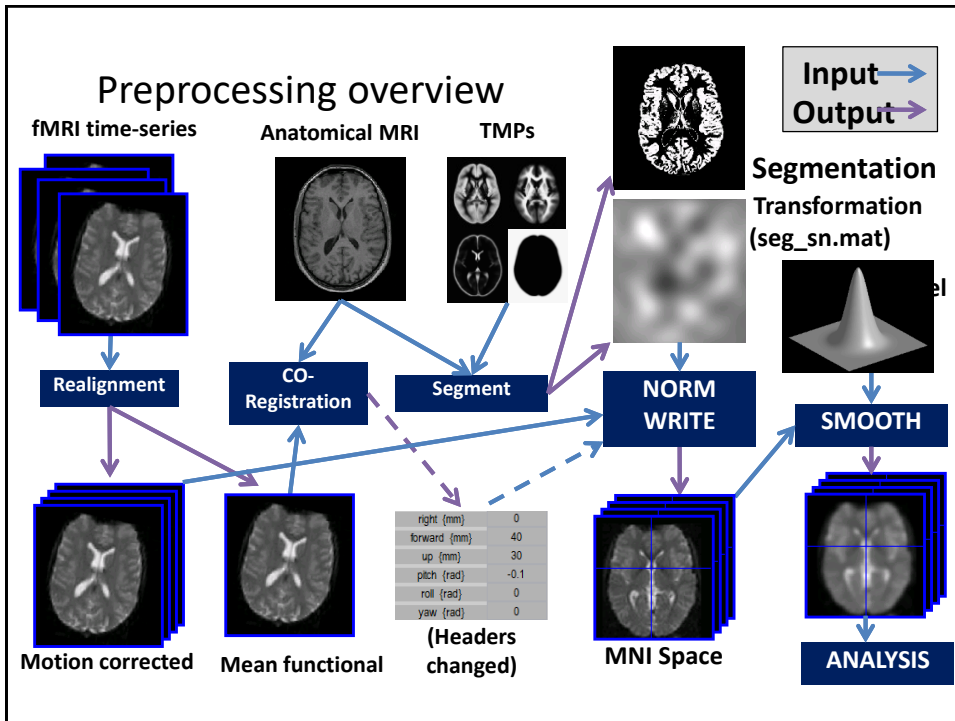 Preprocessing overview
Input
Output
fMRI time-series
Anatomical MRI
TMPs
Segmentation
Transformation
(seg_sn.mat)
Realignment
CO-
Registration
Segment
NORM
WRITE
SMOOTH
right {mm} 0
forward {mm} 40
up {mm} 30
pitch {rad} -0.1
roll {rad} 0
yaw {rad} 0
Motion corrected
Mean functional
(Headers
changed)
MNI Space
ANALYSIS